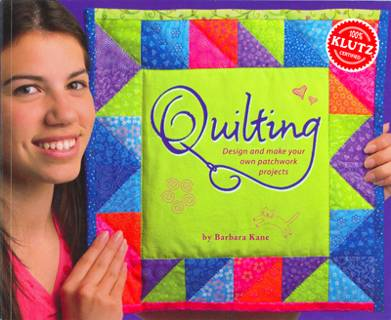 100%
KLUTZ
CERTIFIED
Quilting
Design and make your
own patchwork
projects
by Barbara Kane